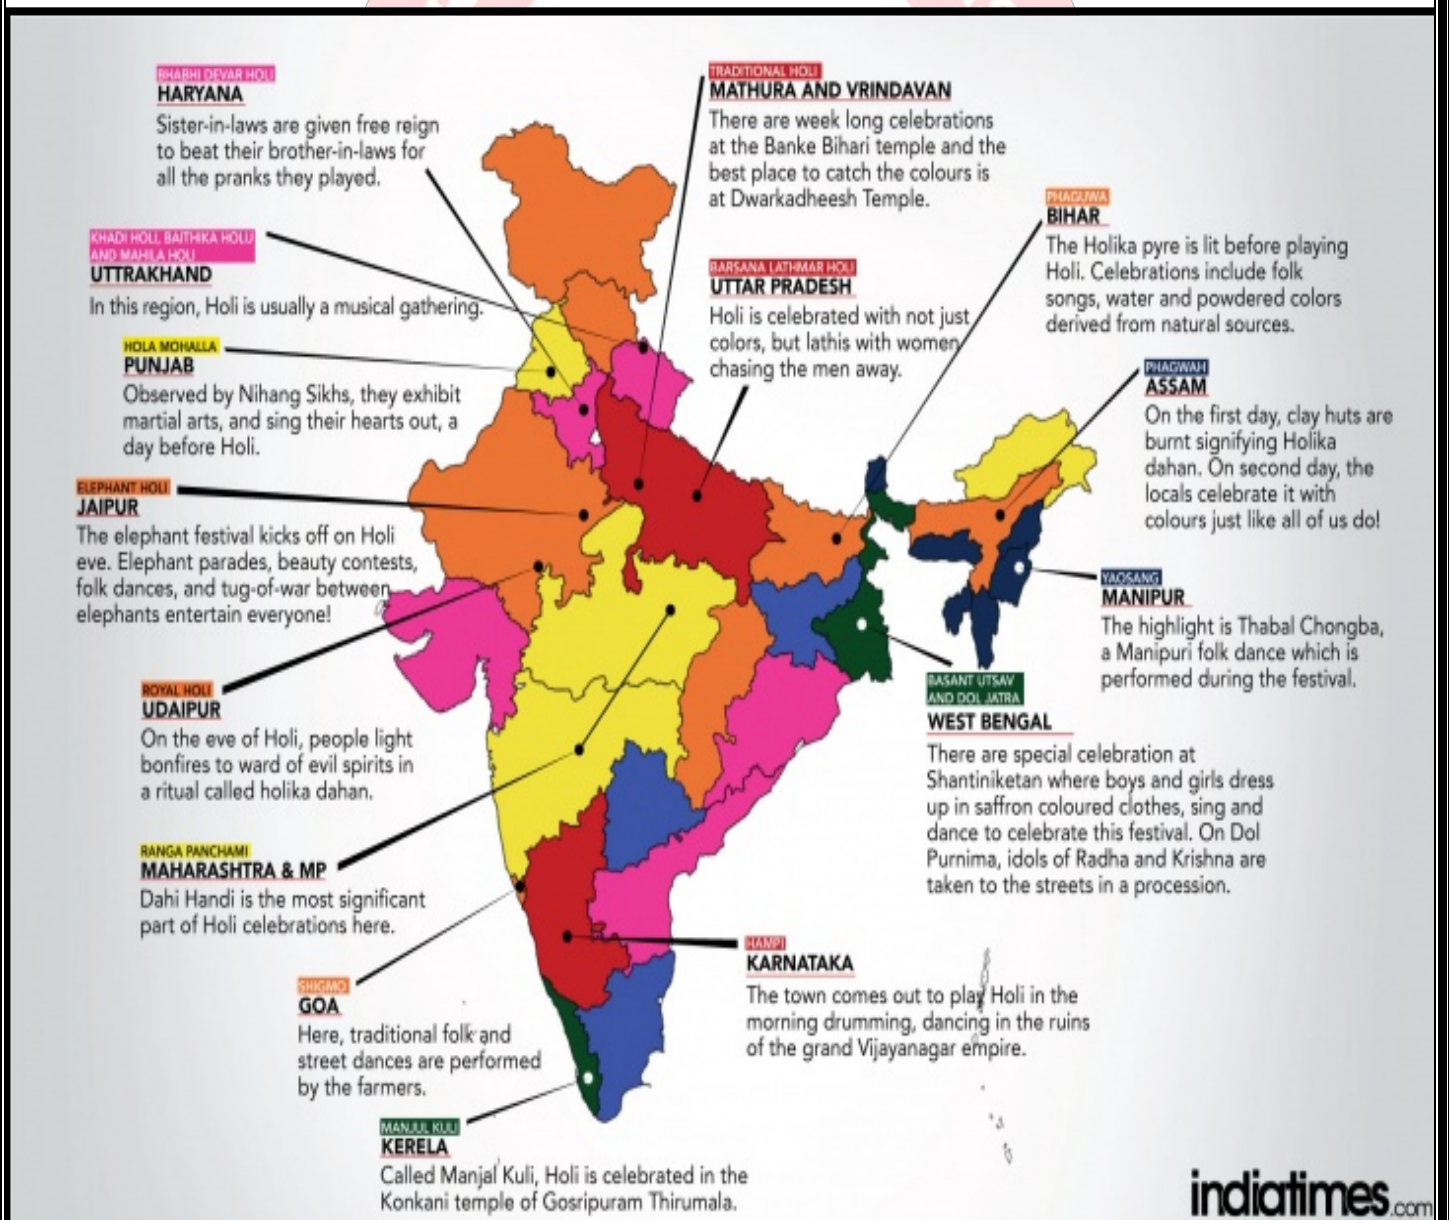 BHABHI DEVAR HOLI
HARYANA
Sister-in-laws are given free reign
to beat their brother-in-laws for
all the pranks they played.
TRADITIONAL HOLI
MATHURA AND VRINDAVAN
There are week long celebrations
at the Banke Bihari temple and the
best place to catch the colours is
at Dwarkadheesh Temple.
KHADI HOLI, BAITHIKA HOLU
AND MAHILA HOLI
UTTRAKHAND
In this region, Holi is usually a musical gathering.
BARSANA LATHMAR HOLI
UTTAR PRADESH
Holi is celebrated with not just
colors, but lathis with women
chasing the men away.
PHAGUWA
BIHAR
The Holika pyre is lit before playing
Holi. Celebrations include folk
songs, water and powdered colors
derived from natural sources.
HOLA MOHALLA
PUNJAB
Observed by Nihang Sikhs, they exhibit
martial arts, and sing their hearts out, a
day before Holi.
PHAGWAH
ASSAM
On the first day, clay huts are
burnt signifying Holika
dahan. On second day, the
locals celebrate it with
colours just like all of us do!
ELEPHANT HOLI
JAIPUR
The elephant festival kicks off on Holi
eve. Elephant parades, beauty contests,
folk dances, and tug-of-war between
elephants entertain everyone!
YAOSANG
MANIPUR
The highlight is Thabal Chongba,
a Manipuri folk dance which is
performed during the festival.
ROYAL HOLI
UDAIPUR
On the eve of Holi, people light
bonfires to ward of evil spirits in
a ritual called holika dahan.
BASANT UTSAV
AND DOL JATRA
WEST BENGAL
There are special celebration at
Shantiniketan where boys and girls dress
up in saffron coloured clothes, sing and
dance to celebrate this festival. On Dol
Purnima, idols of Radha and Krishna are
taken to the streets in a procession.
RANGA PANCHAMI
MAHARASHTRA & MP
Dahi Handi is the most significant
part of Holi celebrations here.
HAMPI
KARNATAKA
The town comes out to play Holi in the
morning drumming, dancing in the ruins
of the grand Vijayanagar empire.
SHIGMO
GOA
Here, traditional folk and
street dances are performed
by the farmers.
MANJUL KULI
KERELA
Called Manjal Kuli, Holi is celebrated in the
Konkani temple of Gosripuram Thirumala.
indiatimes.com